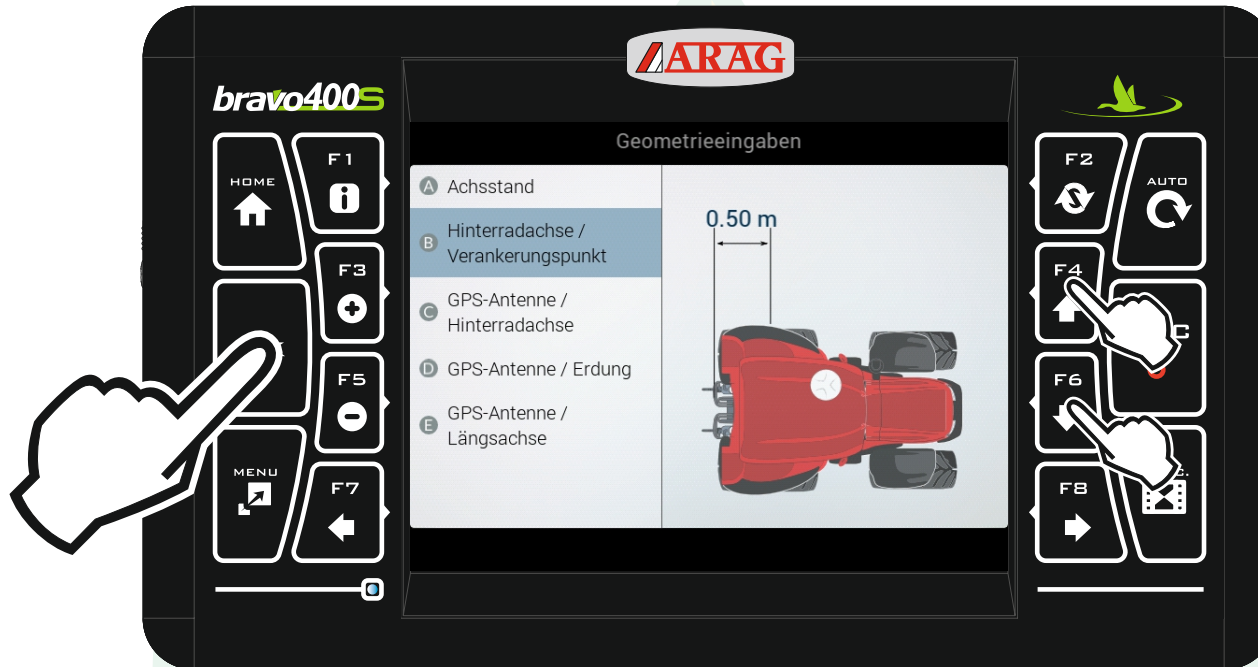 ARAG
bravo400S
Geometrieeingaben
HOME
F1
A Achsstand
B Hinterradachse /
Verankerungspunkt
C GPS-Antenne /
Hinterradachse
D GPS-Antenne / Erdung
E GPS-Antenne /
Längsachse
0.50 m
F3
F5
MENU
F7
F2
AUTO
F4
F6
F8